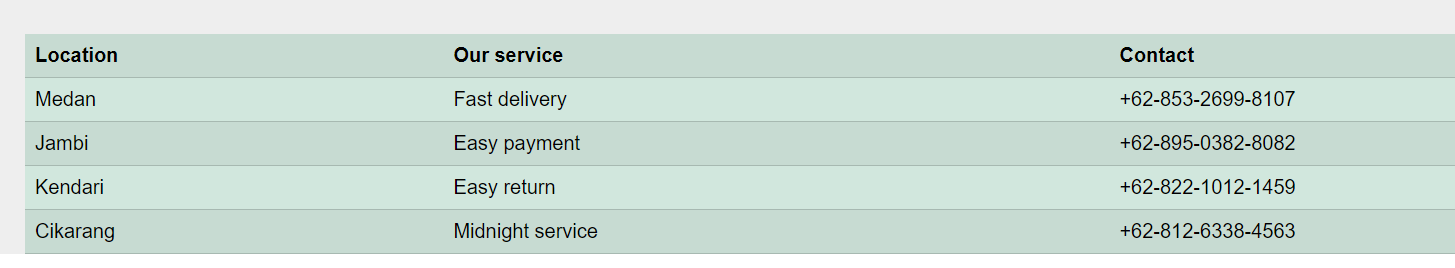 Location Our service Contact
Medan Fast delivery +62-853-2699-8107
Jambi Easy payment +62-895-0382-8082
Kendari Easy return +62-822-1012-1459
Cikarang Midnight service +62-812-6338-4563